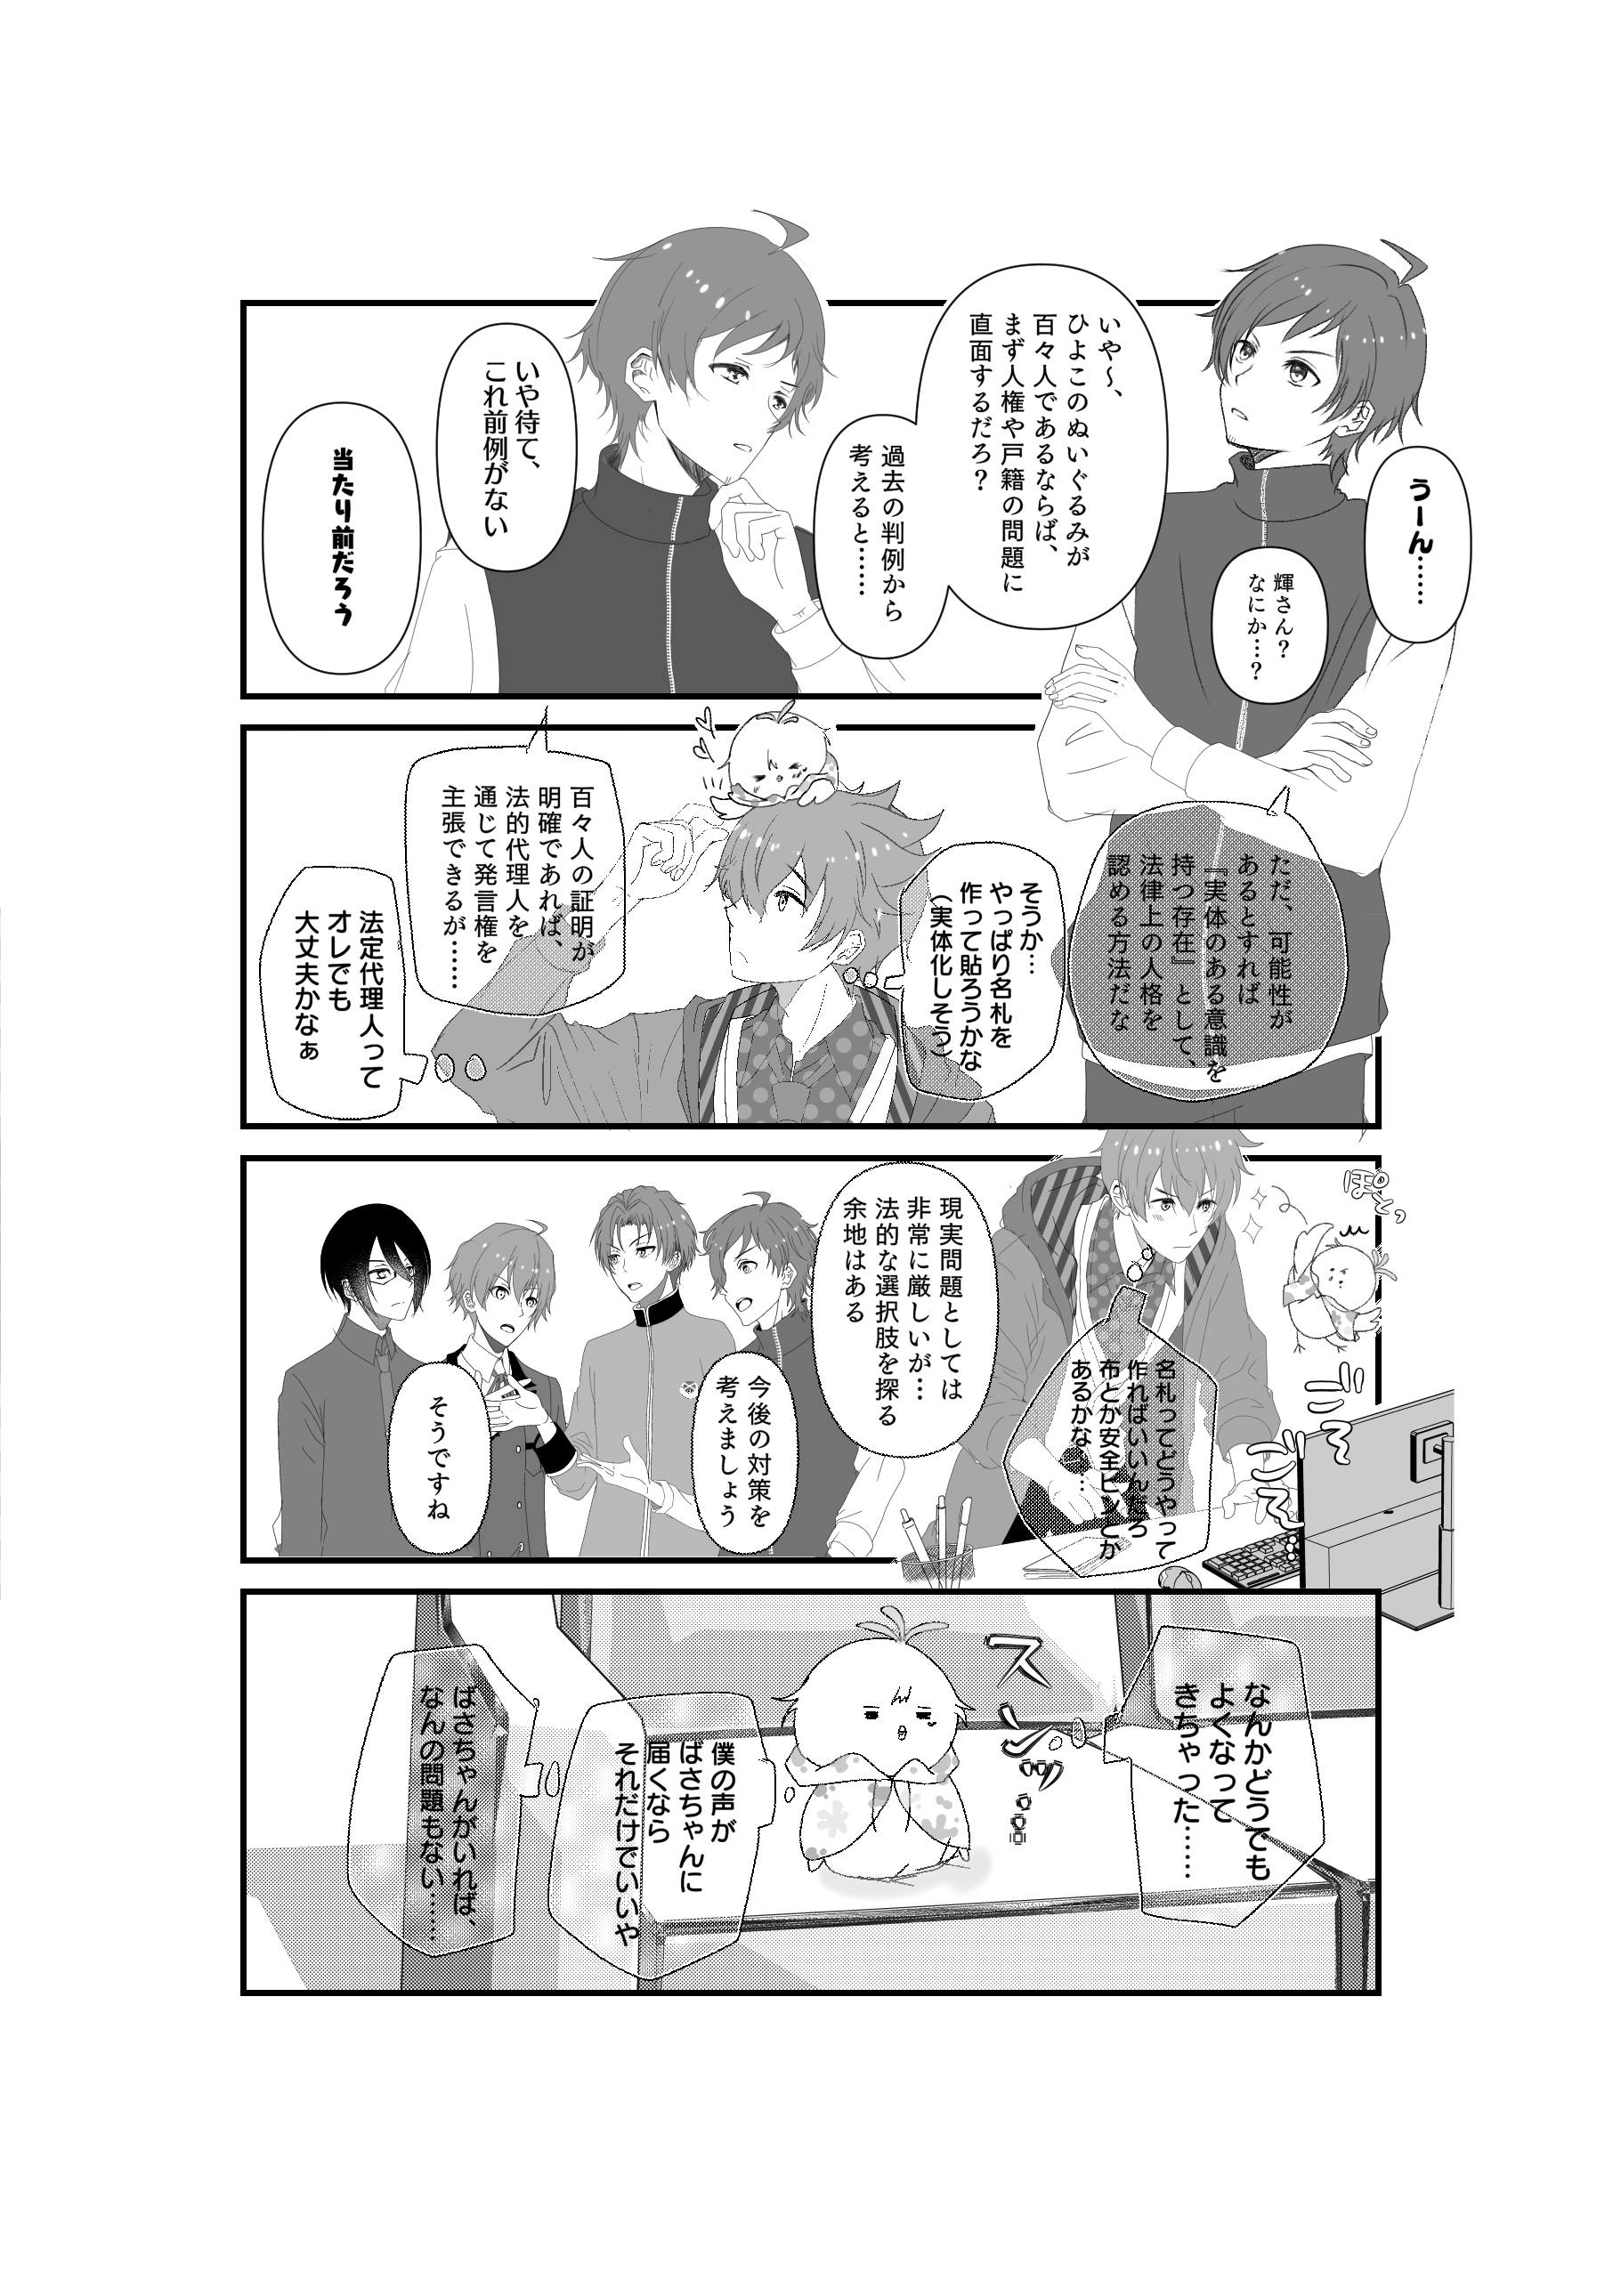 うーん……
輝さん？
なにか…？
いや～、
ひよこのぬいぐるみが
百々人であるならば、
まず人権や戸籍の問題に
直面するだろ？
過去の判例から
考えると……
いや待て、
これ前例がない
当たり前だろう
ただ、可能性が
あるとすれば
『実体のある意識を
持つ存在』として、
法律上の人格を
認める方法だな
そうか…
やっぱり名札を
作って貼ろうかな
（実体化しそう）
百々人の証明が
明確であれば、
法的代理人を
通じて発言権を
主張できるが……
法定代理人って
オレでも
大丈夫かなぁ
ぽと、
名札ってどうやって
作ればいいんだろ
布とか安全ピンとか
あるかな…
現実問題としては
非常に厳しいが…
法的な選択肢を探る
余地はある
今後の対策を
考えましょう
そうですね
なんかどうでも
よくなって
きちゃった……
スンッ…
僕の声が
ばさちゃんに
届くなら
それだけでいいや
ばさちゃんがいれば、
なんの問題もない……